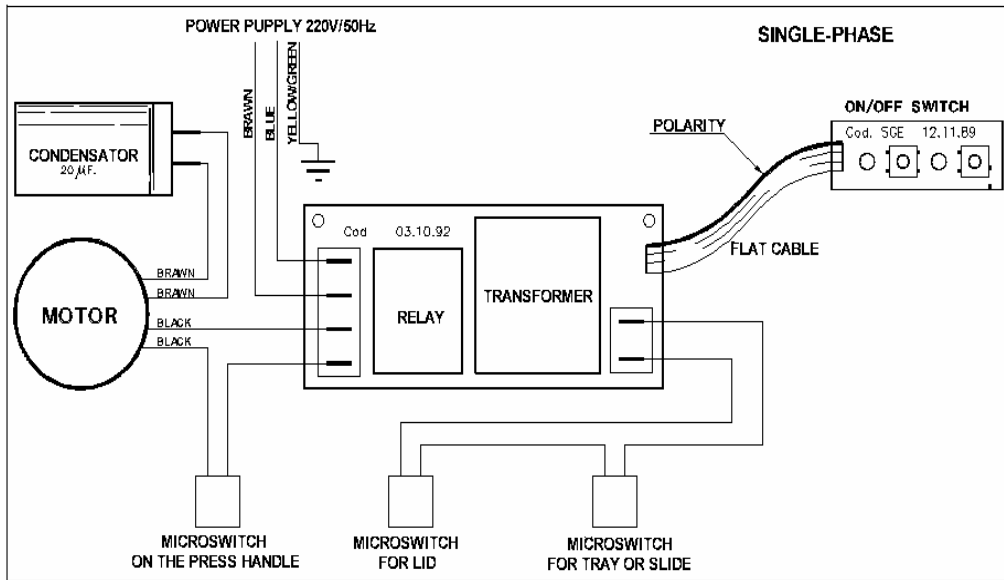 POWER PUPPLY 220V/50Hz
SINGLE-PHASE
BRAWN
BLUE
YELLOW/GREEN
ON/OFF SWITCH
POLARITY
Cod. SGE 12.11.89
CONDENSATOR
20 µF.
Cod 03.10.92
FLAT CABLE
BRAWN
BRAWN
MOTOR
RELAY
TRANSFORMER
BLACK
BLACK
MICROSWITCH
ON THE PRESS HANDLE
MICROSWITCH
FOR LID
MICROSWITCH
FOR TRAY OR SLIDE